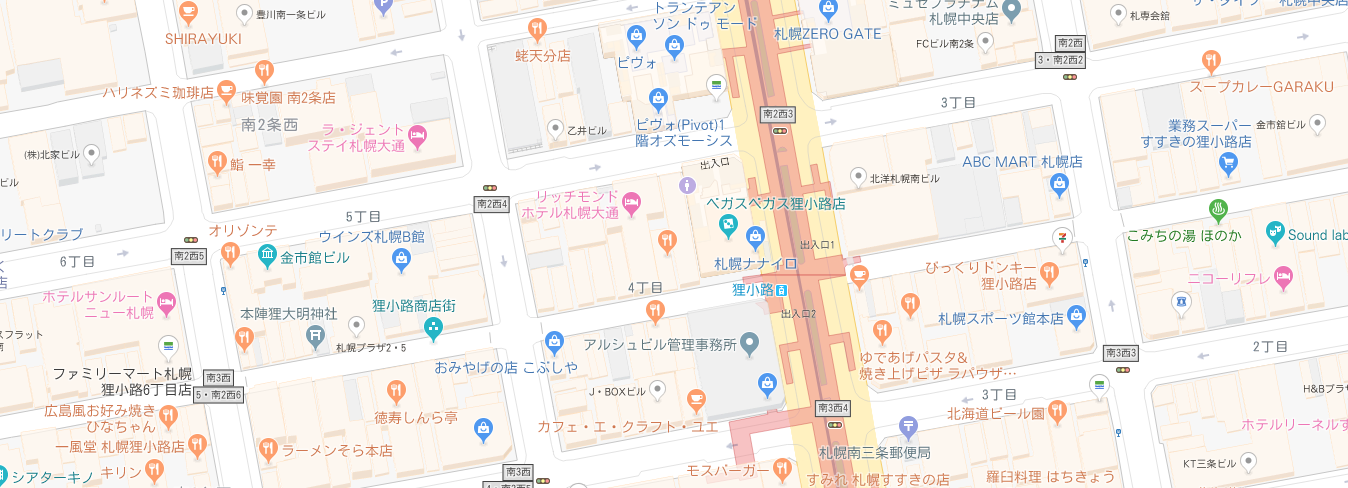 豊川南一条ビル
SHIRAYUKI
トランテアン
ソン ドゥ モード
札幌ZERO GATE
ミュゼプラチナム
札幌中央店
札専会館
FCビル南2条
南2西
3・南2西2
蛯天分店
ピヴォ
スープカレーGARAKU
ハリネズミ珈琲店
味覚園 南2条店
南2条西
ラ・ジェント
ステイ札幌大通
乙井ビル
ピヴォ(Pivot)1
階オズモーシス
南2西3
3丁目
業務スーパー
すすきの狸小路店
金市館ビル
(株)北家ビル
鮨 一幸
出入口
ABC MART 札幌店
北洋札幌南ビル
リッチモンド
ホテル札幌大通
ベガスベガス狸小路店
南2西4
5丁目
オリゾンテ
ウインズ札幌B館
リートクラブ
6丁目
南2西5
金市館ビル
出入口1
札幌ナナイロ
こみちの湯 ほのか
Sound lab
びっくりドンキー
狸小路店
ニコーリフレ
4丁目
狸小路
ホテルサンルート
ニュー札幌
本陣狸大明神社
狸小路商店街
出入口2
札幌スポーツ館本店
スフラット
札幌プラザ2・5
アルシュビル管理事務所
ゆであげパスタ&
焼き上げピザ ラパウザ…
南3西3
2丁目
ファミリーマート札幌
狸小路6丁目店
南3西
5・南2西6
おみやげの店 こぶしや
J・BOXビル
3丁目
H&Bプラザ
広島風お好み焼き
ひなちゃん
徳寿しんら亭
カフェ・エ・クラフト・ユエ
南3西4
北海道ビール園
ホテルリーネルす
一風堂 札幌狸小路店
ラーメンそら本店
札幌南三条郵便局
KT三条ビル
シアターキノ
キリン
南3西
モスバーガー
すみれ 札幌すすきの店
羅臼料理 はちきょう